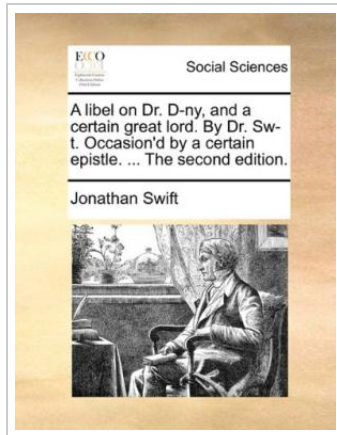 ECCO
Social Sciences
A libel on Dr. D-ny, and a
certain great lord. By Dr. Sw-
t. Occasion'd by a certain
epistle. ... The second edition.
Jonathan Swift